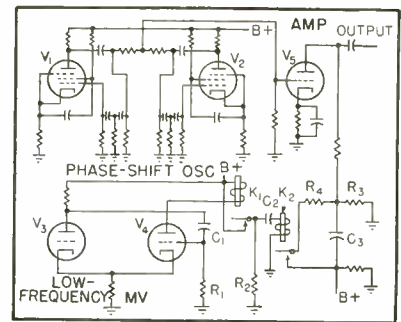 AMP
B+ OUTPUT
V1 V2 V5
PHASE-SHIFT OSC B+
K1 C2 K2
V3 V4 C1 R4 R3
LOW-
FREQUENCY MV R1 R2 C3
B+